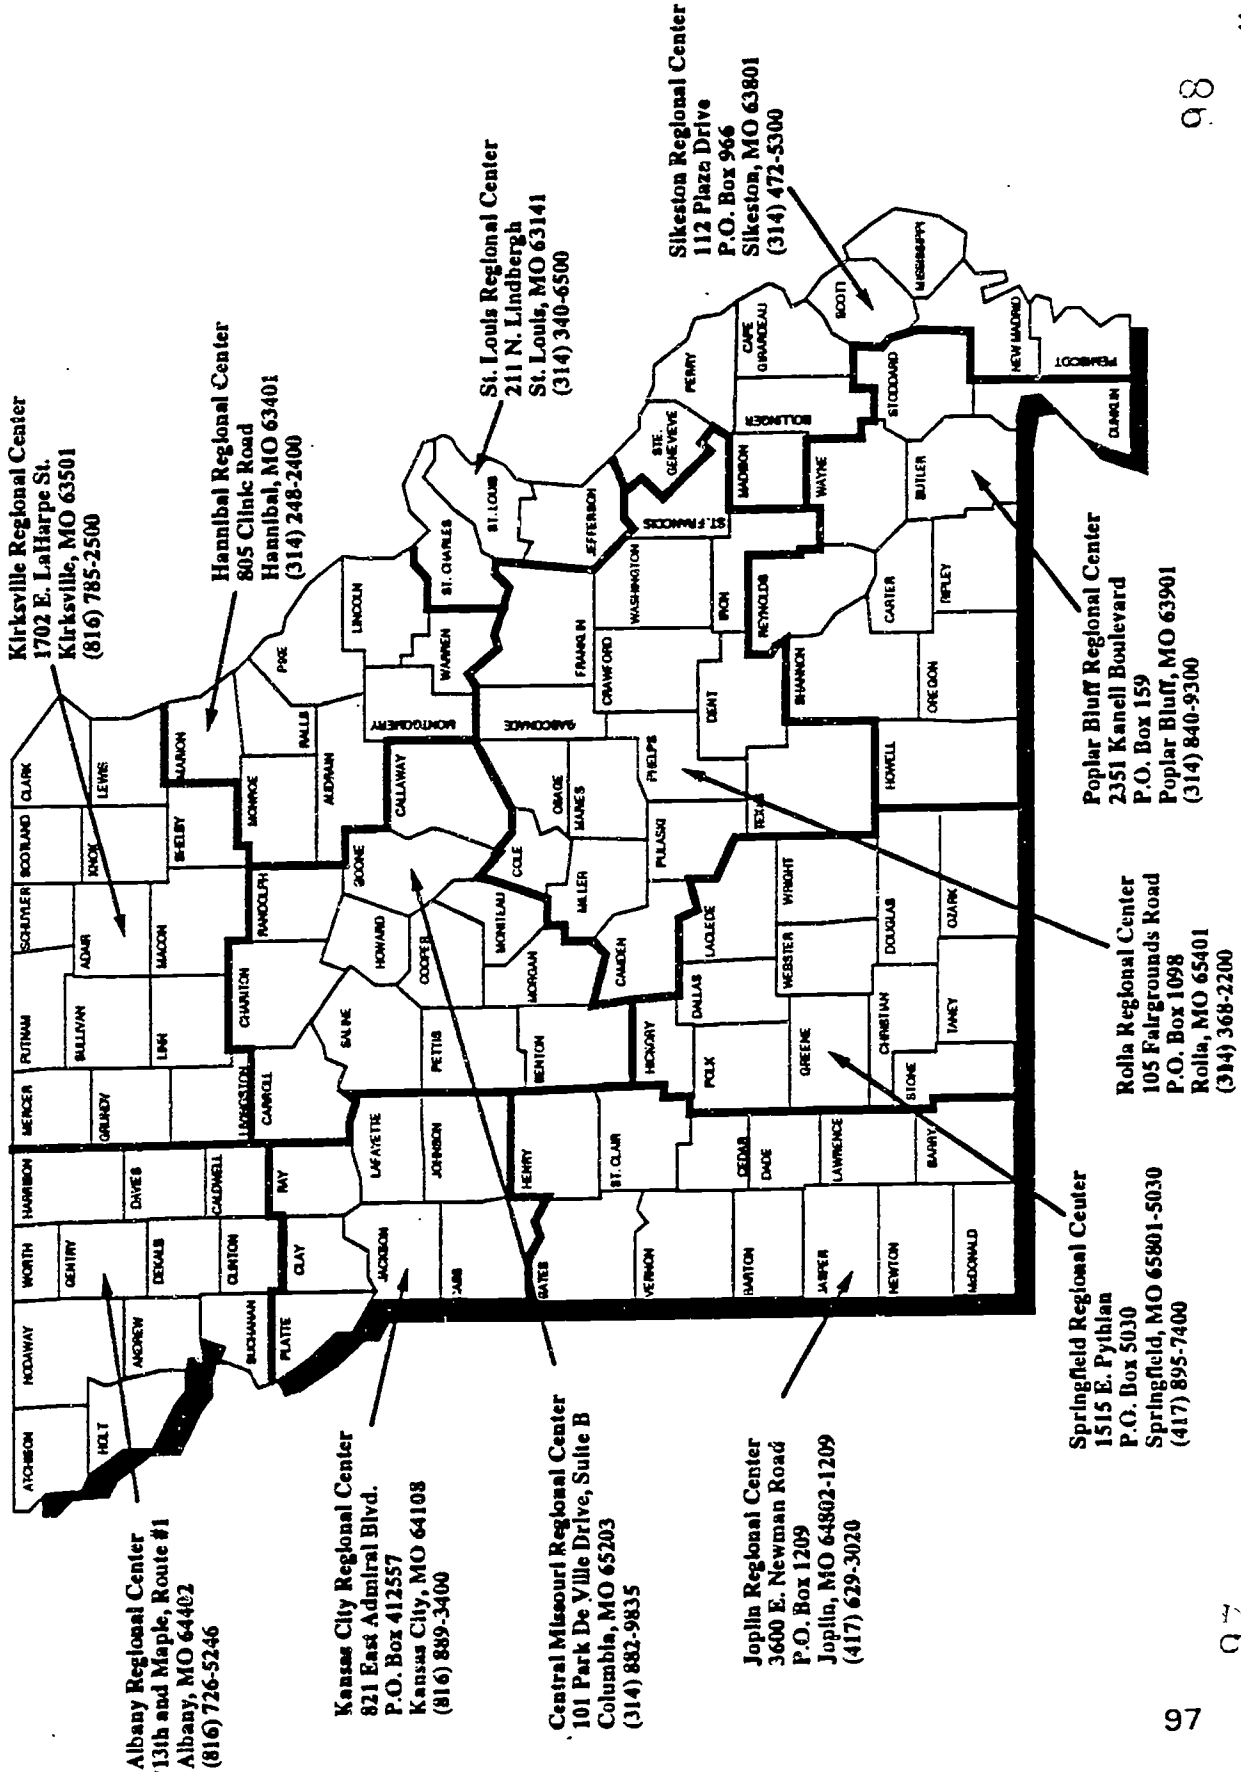 Kirksville Regional Center
1702 E. LaHarpe St.
Kirksville, MO 63501
(816) 785-2500
Hannibal Regional Center
805 Clinic Road
Hannibal, MO 63401
(314) 248-2400
St. Louis Regional Center
211 N. Lindbergh
St. Louis, MO 63141
(314) 340-6500
Sikeston Regional Center
112 Plaza Drive
P.O. Box 966
Sikeston, MO 63801
(314) 472-5300
Albany Regional Center
13th and Maple, Route #1
Albany, MO 64402
(816) 726-5246
Kansas City Regional Center
821 East Admiral Blvd.
P.O. Box 412557
Kansas City, MO 64108
(816) 889-3400
Central Missouri Regional Center
101 Park De Ville Drive, Suite B
Columbia, MO 65203
(314) 882-9835
Joplin Regional Center
3600 E. Newman Road
P.O. Box 1209
Joplin, MO 64802-1209
(417) 629-3020
Springfield Regional Center
1515 E. Pythian
P.O. Box 5030
Springfield, MO 65801-5030
(417) 895-7400
Rolla Regional Center
105 Fairgrounds Road
P.O. Box 1098
Rolla, MO 65401
(314) 368-2200
Poplar Bluff Regional Center
2351 Kanell Boulevard
P.O. Box 159
Poplar Bluff, MO 63901
(314) 840-9300
ATCHISON
NODAWAY
WORTH
HARRISON
MERCER
PUTNAM
SCHUYLER
SCOTLAND
CLARK
HOLT
GENTRY
GRUNDY
SULLIVAN
ADAIR
KNOX
LEWIS
ANDREW
DEKALB
DAVIES
LINN
MACON
SHELBY
MARION
BUCHANAN
CLINTON
CALDWELL
LIVINGSTON
CHARITON
RANDOLPH
MONROE
RALLS
PIKE
PLATTE
CLAY
RAY
CARROLL
SALINE
HOWARD
BOONE
AUDRAIN
LINCOLN
JACKSON
LAFAYETTE
PETTIS
COOPER
CALLAWAY
MONTGOMERY
WARREN
ST. CHARLES
ST. LOUIS
CASS
JOHNSON
BENTON
MORGAN
MONITEAU
COLE
OSAGE
GASCONADE
FRANKLIN
JEFFERSON
BATES
HENRY
HICKORY
CAMDEN
MILLER
MARIES
PHELPS
CRAWFORD
WASHINGTON
ST. FRANCOIS
STE. GENEVIEVE
PERRY
VERNON
ST. CLAIR
CEDAR
POLK
DALLAS
LACLEDE
PULASKI
DENT
IRON
MADISON
BOLLINGER
CAPE GIRARDEAU
BARTON
DADE
GREENE
WEBSTER
WRIGHT
TEXAS
SHANNON
REYNOLDS
WAYNE
STODDARD
SCOTT
MISSISSIPPI
JASPER
LAWRENCE
CHRISTIAN
DOUGLAS
HOWELL
CARTER
BUTLER
NEW MADRID
NEWTON
BARRY
STONE
TANEY
OZARK
OREGON
RIPLEY
DUNKLIN
PEMISCOT
McDONALD
97
98